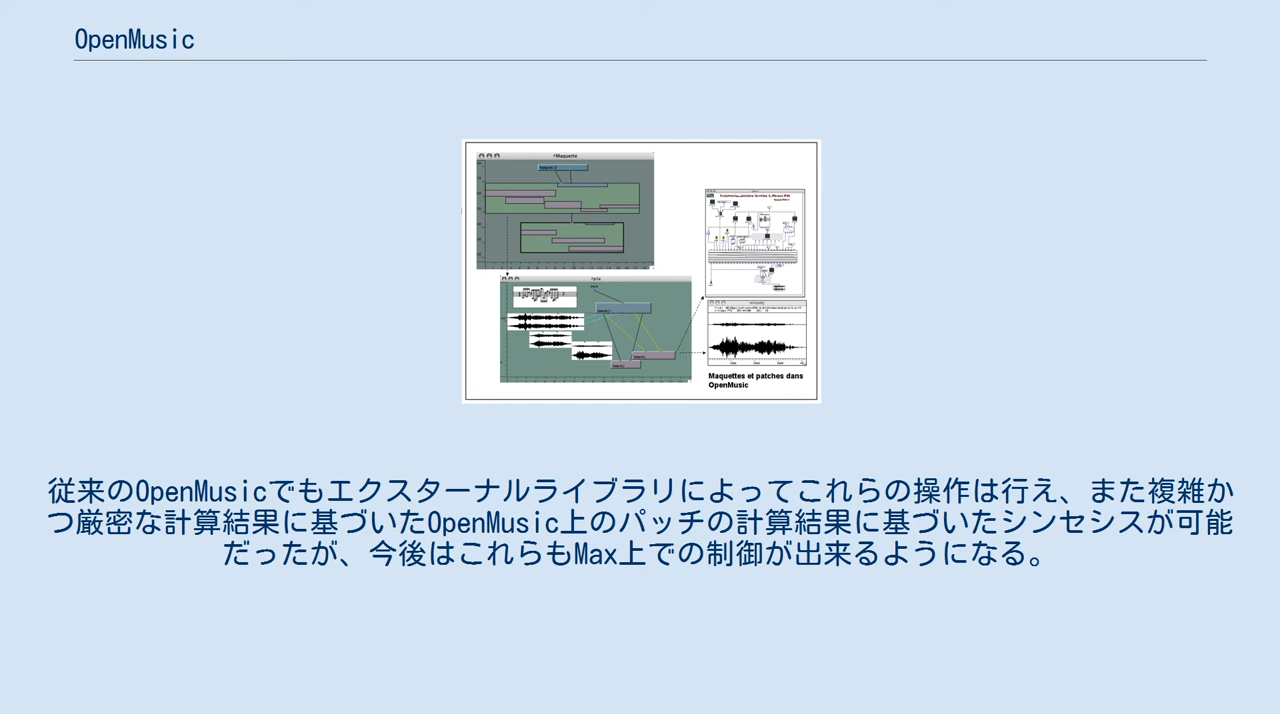 OpenMusic
^Maquette
Maquettes et patches dans
OpenMusic
従来のOpenMusicでもエクスターナルライブラリによってこれらの操作は行え、また複雑か
つ厳密な計算結果に基づいたOpenMusic上のパッチの計算結果に基づいたシンセシスが可能
だったが、今後はこれらもMax上での制御が出来るようになる。